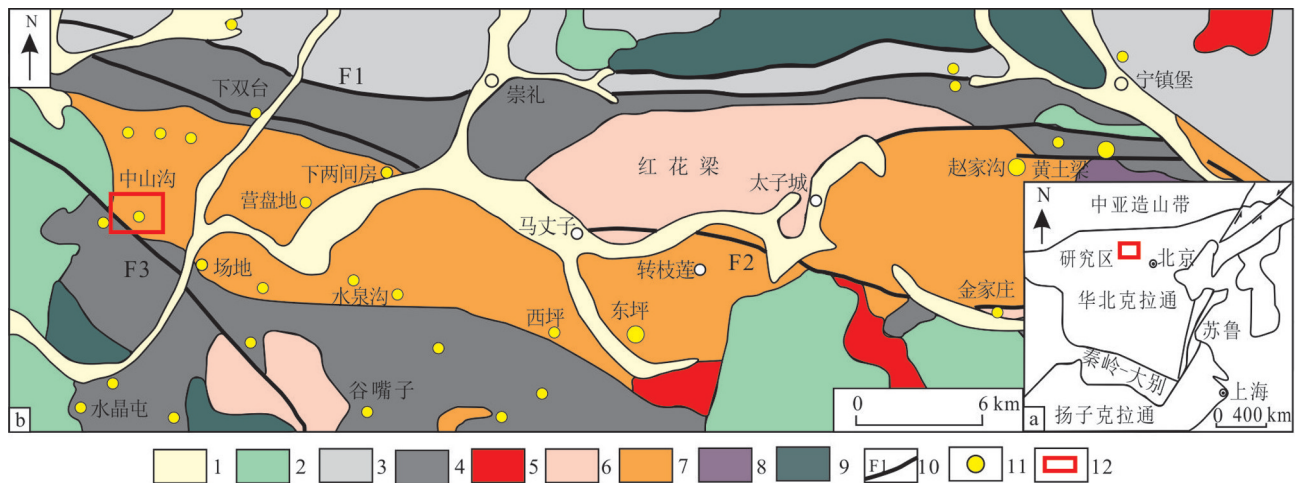 N
b
F1
下双台
崇礼
宁镇堡
红花梁
赵家沟
黄土梁
太子城
中山沟
下两间房
营盘地
马丈子
F2
F3
场地
转枝莲
水泉沟
金家庄
西坪
东坪
谷嘴子
水晶屯
0 6 km
N
中亚造山带
研究区
北京
华北克拉通
苏鲁
秦岭-大别
上海
扬子克拉通
a
0 400 km
1 2 3 4 5 6 7 8 9 F1 10 11 12